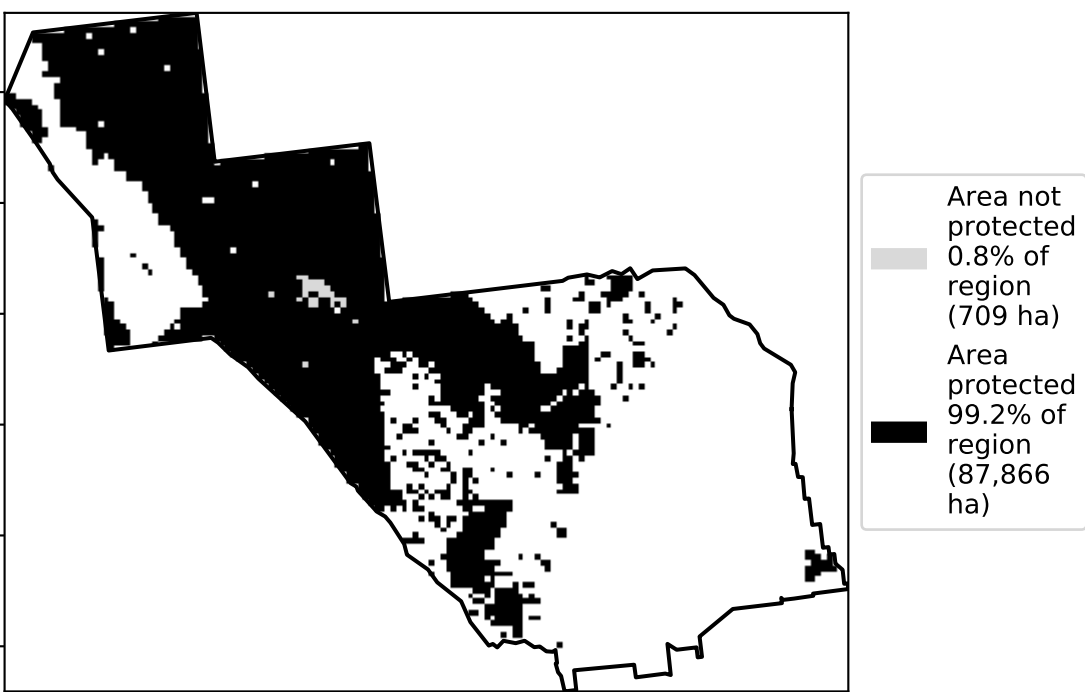 Area not
protected
0.8% of
region
(709 ha)
Area
protected
99.2% of
region
(87,866
ha)